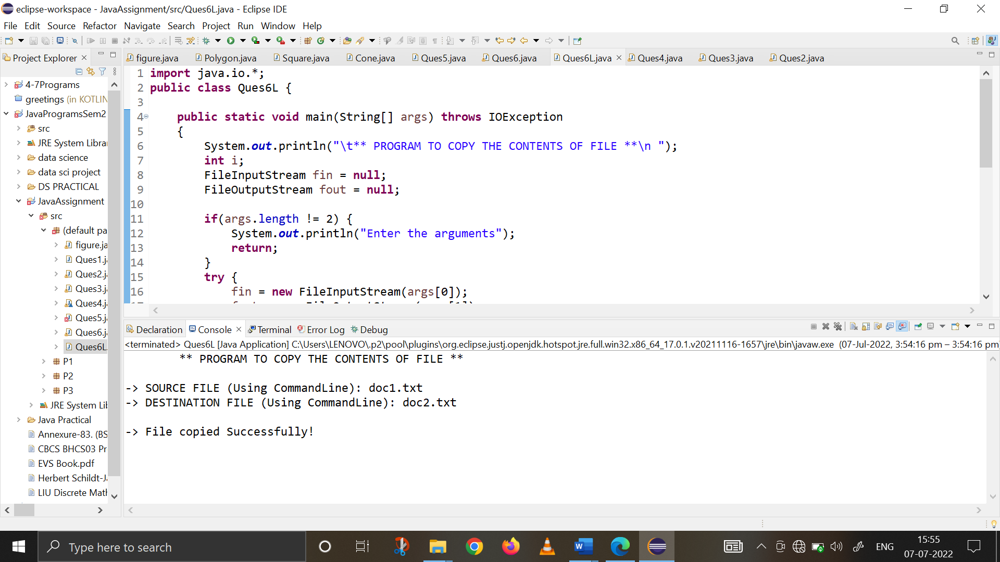 eclipse-workspace - JavaAssignment/src/Ques6L.java - Eclipse IDE
File Edit Source Refactor Navigate Search Project Run Window Help
Project Explorer
figure.java Polygon.java Square.java Cone.java Ques5.java Ques6.java Ques6L.java Ques4.java Ques3.java Ques2.java
4-7Programs
greetings (in KOTLIN
JavaProgramsSem2
src
JRE System Librar
data science
data sci project
DS PRACTICAL
JavaAssignment
src
(default pa
figure.ja
Ques1.j
Ques2.j
Ques3.j
Ques4.j
Ques5.j
Ques6.j
Ques6L.
P1
P2
P3
JRE System Lib
Java Practical
Annexure-83. (BS
CBCS BHCS03 Pr
EVS Book.pdf
Herbert Schildt-J
LIU Discrete Math
1 import java.io.*;
2 public class Ques6L {
3
4 public static void main(String[] args) throws IOException
5 {
6 System.out.println("\t** PROGRAM TO COPY THE CONTENTS OF FILE **\n ");
7 int i;
8 FileInputStream fin = null;
9 FileOutputStream fout = null;
10
11 if(args.length != 2) {
12 System.out.println("Enter the arguments");
13 return;
14 }
15 try {
16 fin = new FileInputStream(args[0]);
Declaration Console Terminal Error Log Debug
<terminated> Ques6L [Java Application] C:\Users\LENOVO\.p2\pool\plugins\org.eclipse.justj.openjdk.hotspot.jre.full.win32.x86_64_17.0.1.v20211116-1657\jre\bin\javaw.exe (07-Jul-2022, 3:54:16 pm – 3:54:16 pm
** PROGRAM TO COPY THE CONTENTS OF FILE **
-> SOURCE FILE (Using CommandLine): doc1.txt
-> DESTINATION FILE (Using CommandLine): doc2.txt
-> File copied Successfully!
Type here to search
ENG
15:55
07-07-2022